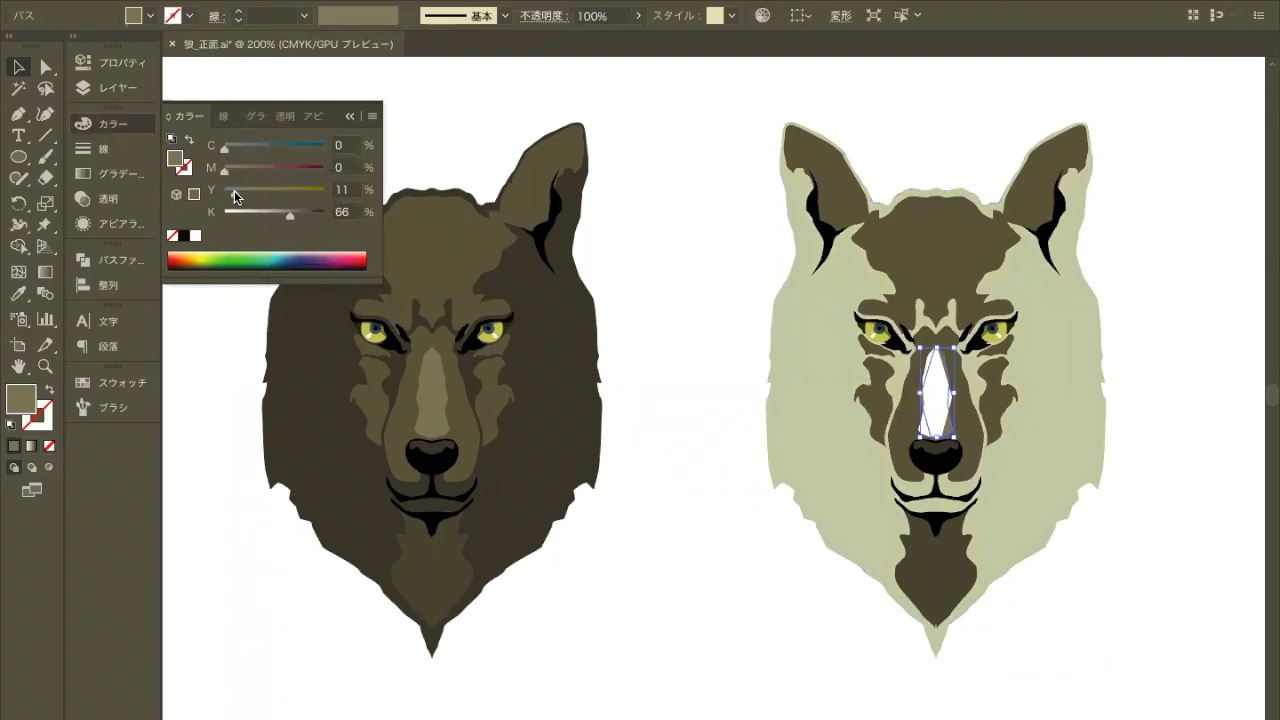 パス
線 :
基本
不透明度 :
100%
スタイル :
変形
× 狼_正面.ai* @ 200% (CMYK/GPU プレビュー)
プロパティ
レイヤー
カラー
線
グラデー...
透明
アピアラ...
パスファ...
整列
文字
段落
スウォッチ
ブラシ
カラー 線 グラ 透明 アピ
C 0 %
M 0 %
Y 11 %
K 66 %